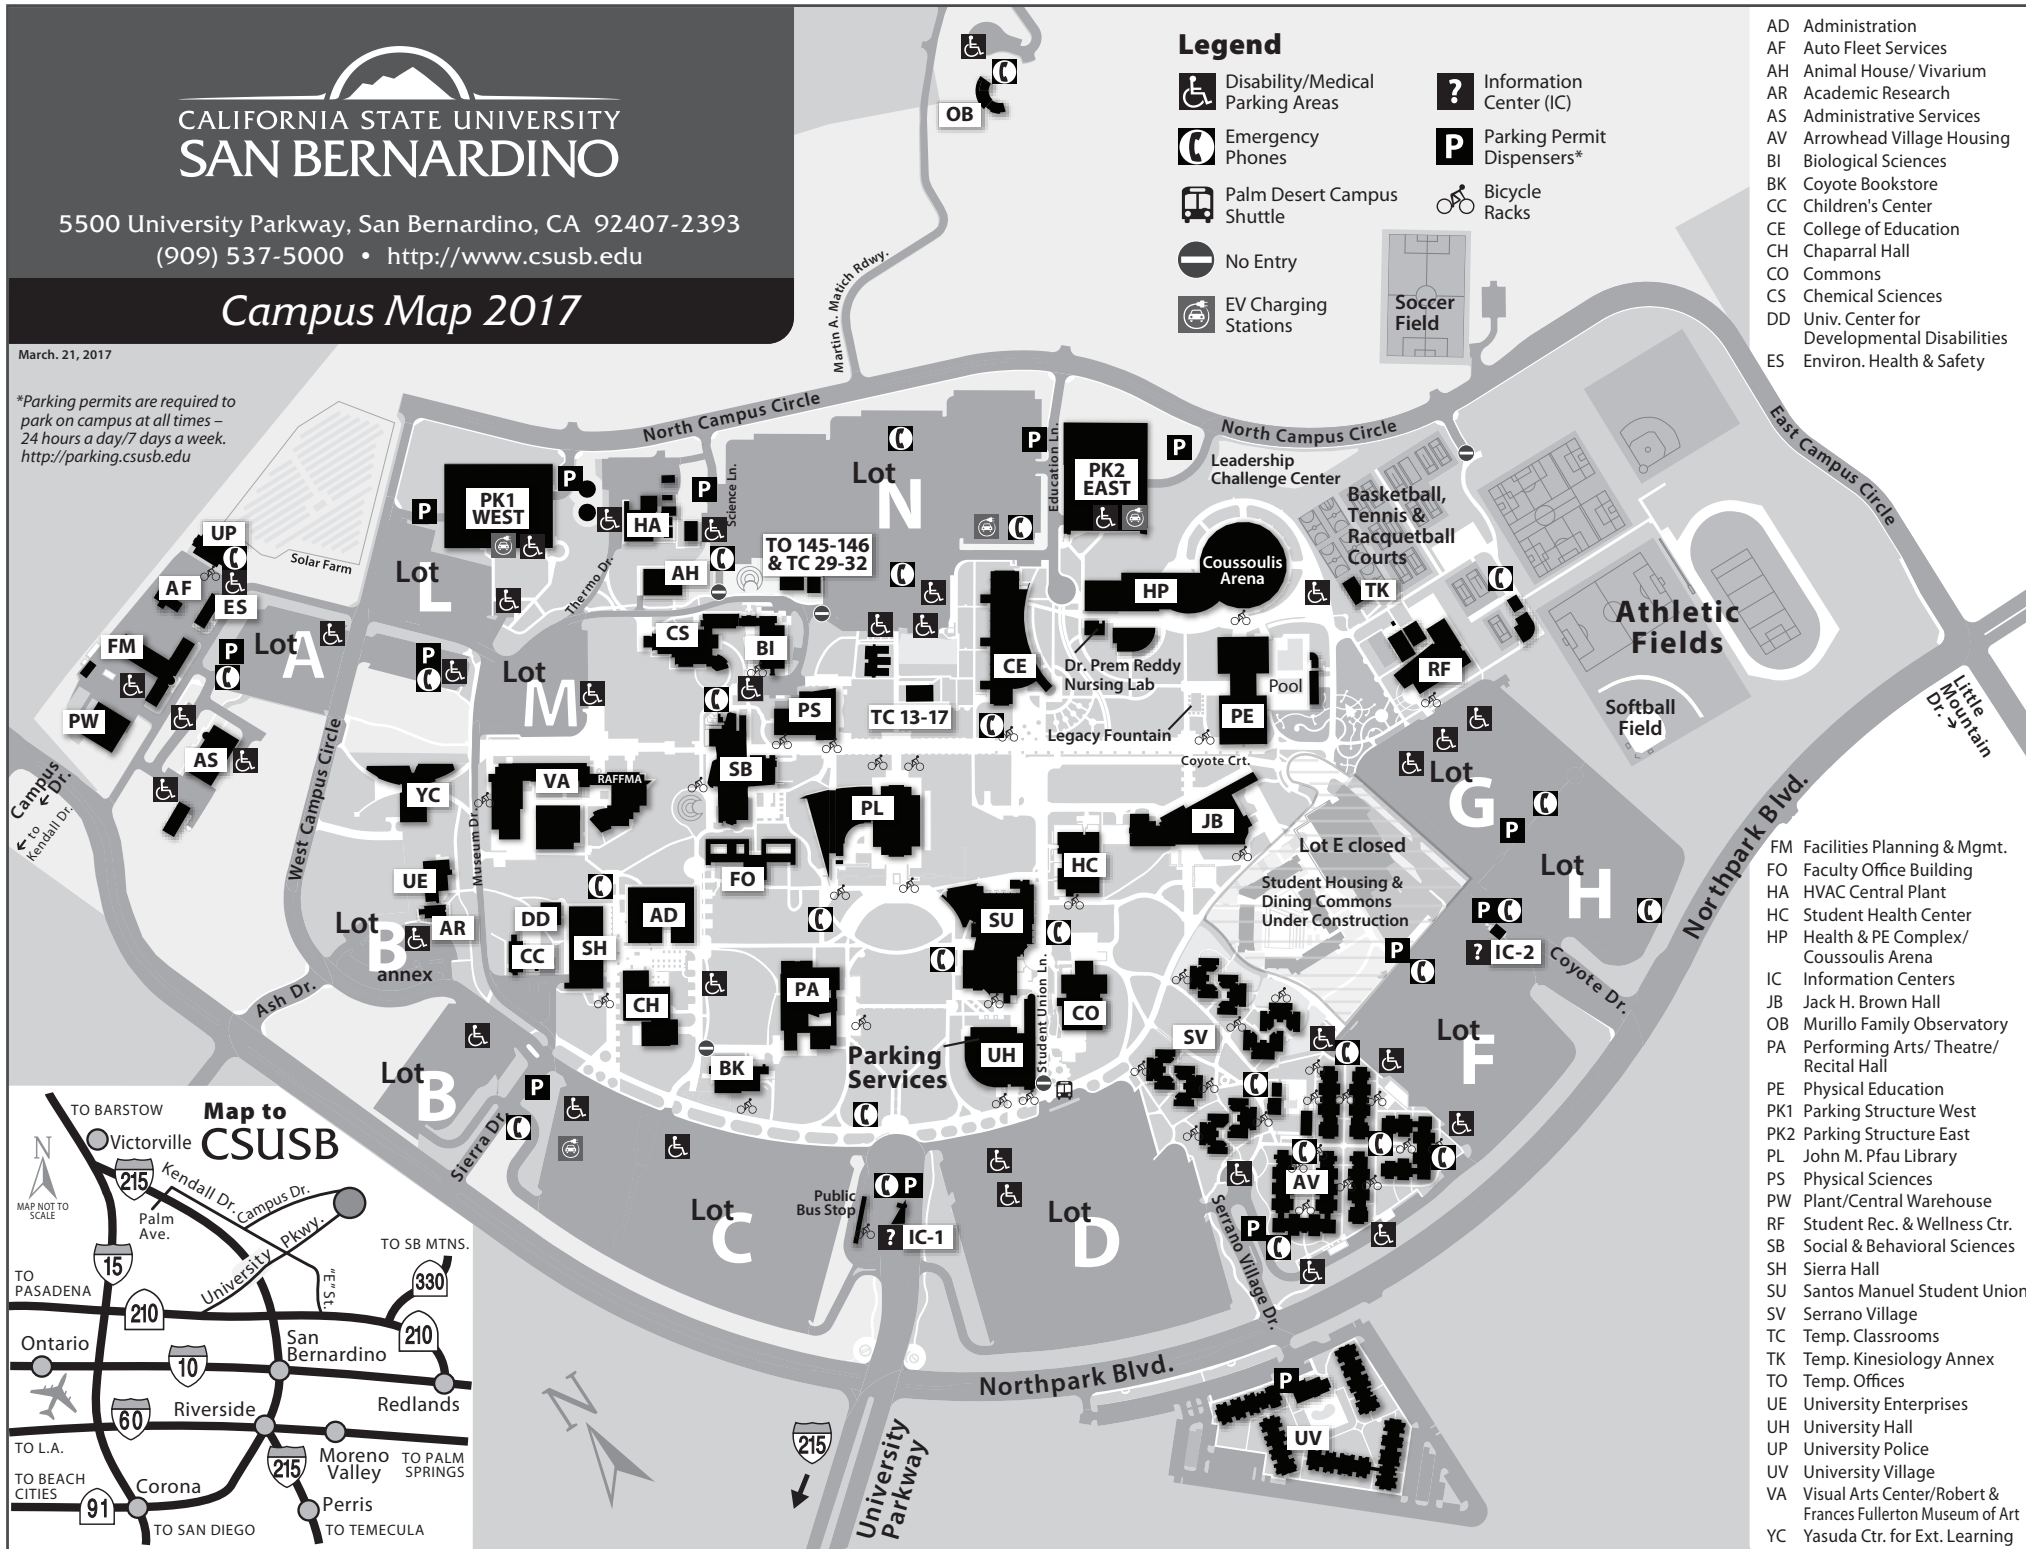 CALIFORNIA STATE UNIVERSITY
SAN BERNARDINO
5500 University Parkway, San Bernardino, CA 92407-2393
(909) 537-5000 • http://www.csusb.edu
Campus Map 2017
March. 21, 2017
*Parking permits are required to
park on campus at all times –
24 hours a day/7 days a week.
http://parking.csusb.edu
Legend
Disability/Medical
Parking Areas
Emergency
Phones
Palm Desert Campus
Shuttle
No Entry
EV Charging
Stations
?
Information
Center (IC)
P
Parking Permit
Dispensers*
Bicycle
Racks
AD Administration
AF Auto Fleet Services
AH Animal House/ Vivarium
AR Academic Research
AS Administrative Services
AV Arrowhead Village Housing
BI Biological Sciences
BK Coyote Bookstore
CC Children's Center
CE College of Education
CH Chaparral Hall
CO Commons
CS Chemical Sciences
DD Univ. Center for
Developmental Disabilities
ES Environ. Health & Safety
FM Facilities Planning & Mgmt.
FO Faculty Office Building
HA HVAC Central Plant
HC Student Health Center
HP Health & PE Complex/
Coussoulis Arena
IC Information Centers
JB Jack H. Brown Hall
OB Murillo Family Observatory
PA Performing Arts/ Theatre/
Recital Hall
PE Physical Education
PK1 Parking Structure West
PK2 Parking Structure East
PL John M. Pfau Library
PS Physical Sciences
PW Plant/Central Warehouse
RF Student Rec. & Wellness Ctr.
SB Social & Behavioral Sciences
SH Sierra Hall
SU Santos Manuel Student Union
SV Serrano Village
TC Temp. Classrooms
TK Temp. Kinesiology Annex
TO Temp. Offices
UE University Enterprises
UH University Hall
UP University Police
UV University Village
VA Visual Arts Center/Robert &
Frances Fullerton Museum of Art
YC Yasuda Ctr. for Ext. Learning
OB
Martin A. Matich Rdwy.
Soccer
Field
North Campus Circle
North Campus Circle
East Campus Circle
Education Ln.
Science Ln.
Thermo Dr.
Solar Farm
PK1
WEST
P
P
P
P
P
PK2
EAST
Leadership
Challenge Center
Basketball,
Tennis &
Racquetball
Courts
Lot
N
HA
UP
AF
ES
TO 145-146
& TC 29-32
AH
Lot
L
Coussoulis
Arena
HP
TK
Athletic
Fields
FM
P
Lot
A
P
Lot
M
CS
BI
CE
Dr. Prem Reddy
Nursing Lab
RF
Pool
PE
Softball
Field
Little
Mountain
Dr. →
PW
AS
PS
TC 13-17
Legacy Fountain
Coyote Crt.
Campus
← Dr.
← to
Kendall Dr.
West Campus Circle
YC
VA
RAFFMA
SB
PL
JB
Lot
G
P
Northpark Blvd.
Museum Dr.
UE
FO
HC
Lot E closed
Student Housing &
Dining Commons
Under Construction
Lot
H
Lot
B
annex
AR
DD
CC
SH
AD
SU
P
? IC-2
P
Coyote Dr.
Ash Dr.
CH
PA
Student Union Ln.
CO
SV
Lot
F
Parking
Services
UH
BK
Lot
B
P
Sierra Dr.
Lot
C
Public
Bus Stop
P
? IC-1
Lot
D
AV
P
Serrano Village Dr.
Northpark Blvd.
N
215
University
Parkway
P
UV
Map to
CSUSB
N
MAP NOT TO
SCALE
TO BARSTOW
Victorville
215
Kendall Dr.
Campus Dr.
Palm
Ave.
University Pkwy.
"E" St.
TO SB MTNS.
15
330
TO
PASADENA
210
210
Ontario
10
San
Bernardino
Redlands
60
Riverside
TO L.A.
215
Moreno
Valley
TO PALM
SPRINGS
TO BEACH
CITIES
91
Corona
Perris
TO SAN DIEGO
TO TEMECULA